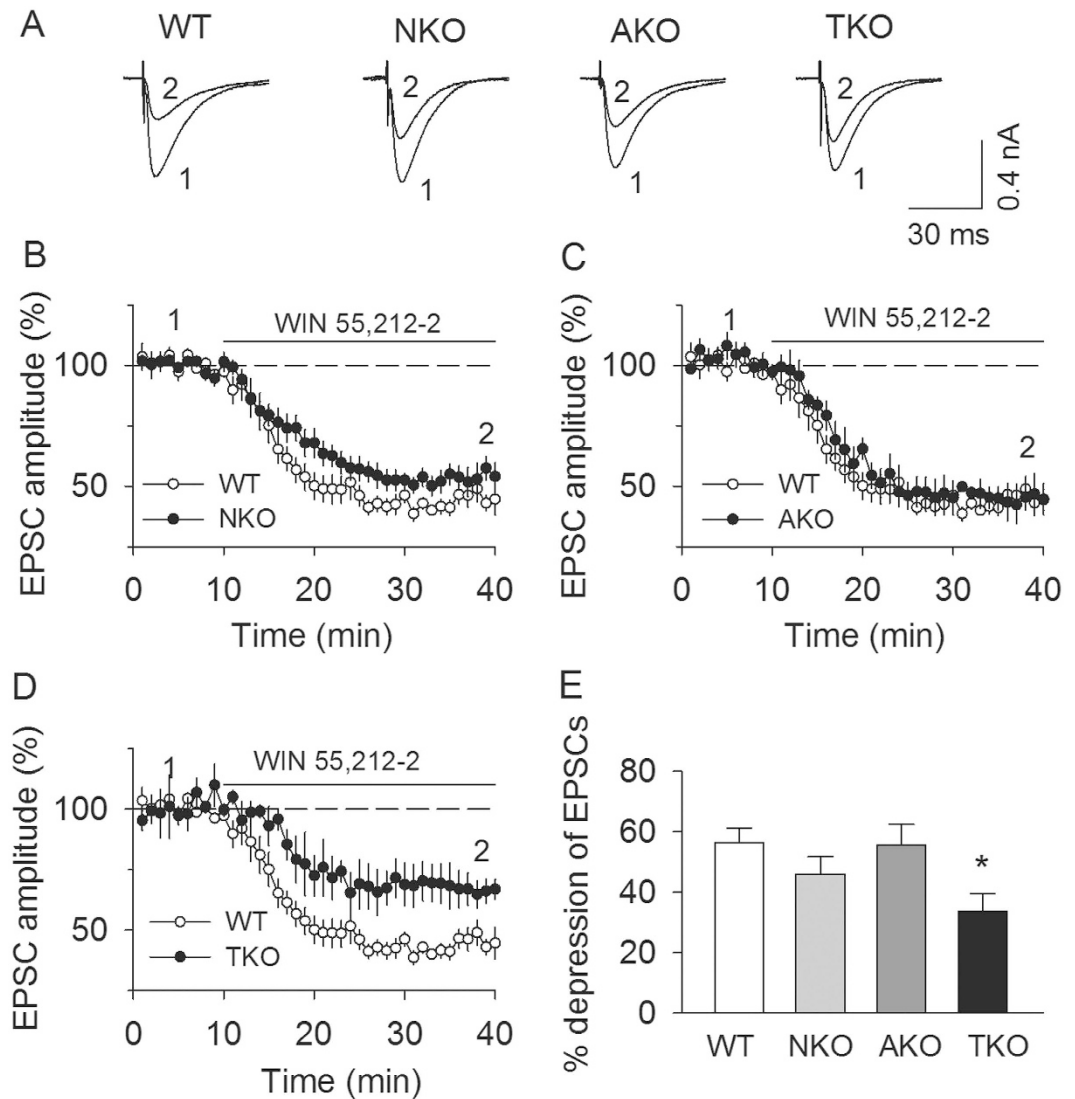 A
WT NKO AKO TKO
2 2 2 2
1 1 1 1
0.4 nA
30 ms
B
EPSC amplitude (%)
100
50
1
WIN 55,212-2
2
WT
NKO
0 10 20 30 40
Time (min)
C
EPSC amplitude (%)
100
50
1
WIN 55,212-2
2
WT
AKO
0 10 20 30 40
Time (min)
D
EPSC amplitude (%)
100
50
1
WIN 55,212-2
2
WT
TKO
0 10 20 30 40
Time (min)
E
% depression of EPSCs
80
60
40
20
0
*
WT NKO AKO TKO